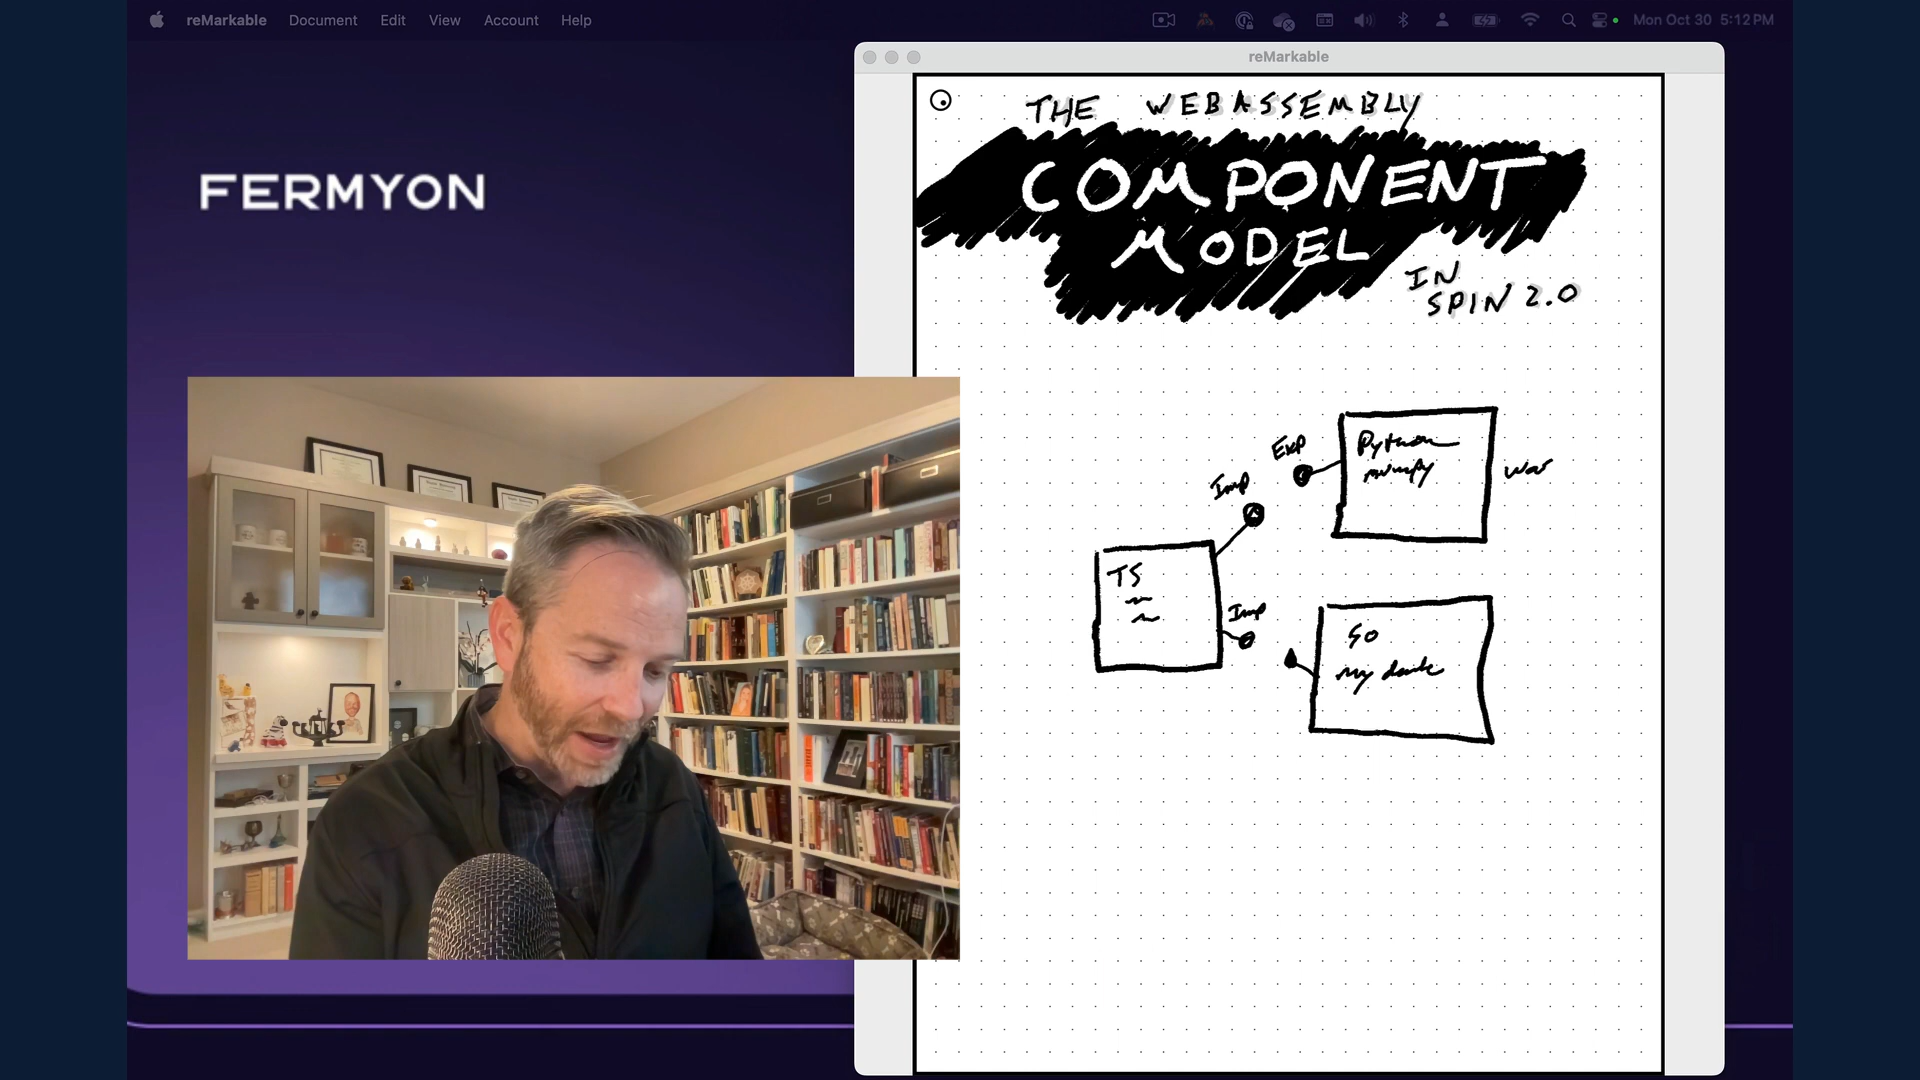 reMarkable Document Edit View Account Help
Mon Oct 30 5:12 PM
FERMYON
reMarkable
THE WEBASSEMBLY
COMPONENT
MODEL
IN
SPIN 2.0
Exp
Python
numpy
Imp
TS
Imp
Go